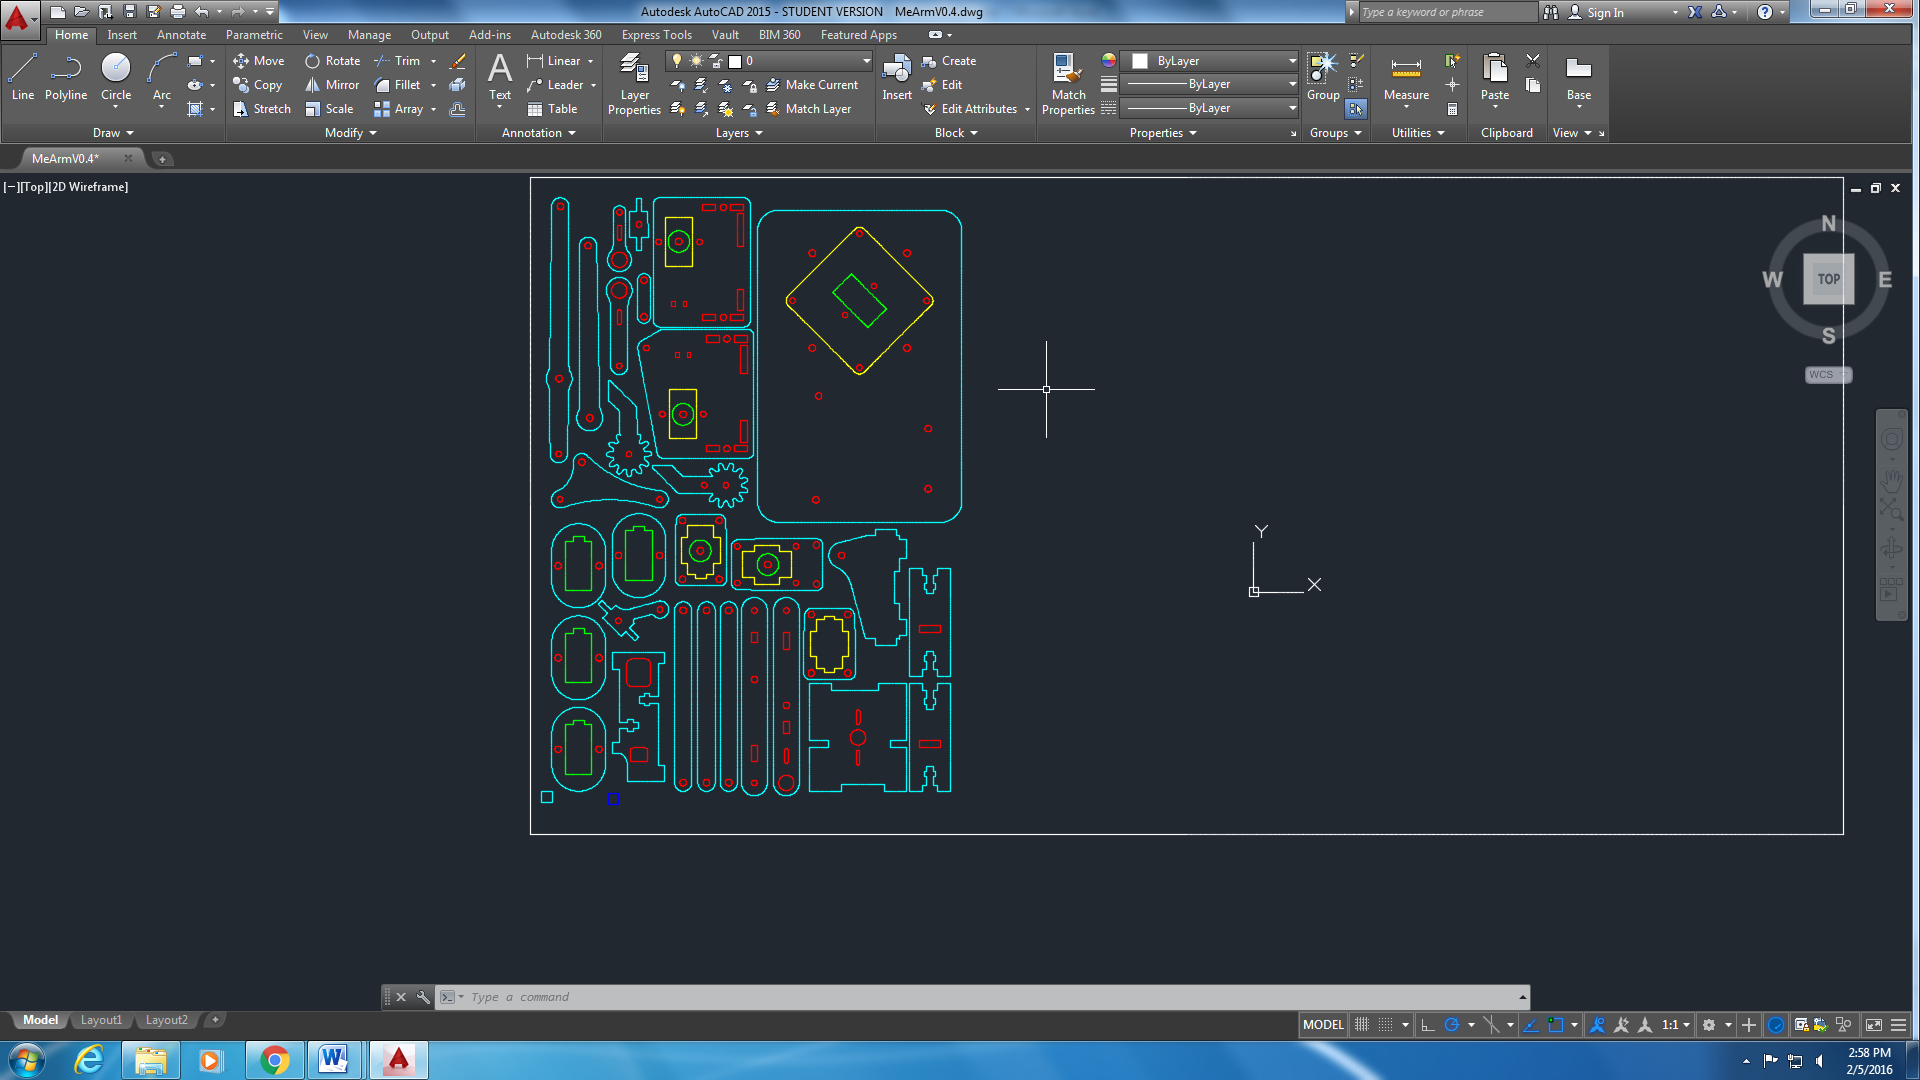 Autodesk AutoCAD 2015 - STUDENT VERSION MeArmV0.4.dwg
Type a keyword or phrase
Sign In
Home Insert Annotate Parametric View Manage Output Add-ins Autodesk 360 Express Tools Vault BIM 360 Featured Apps
Line Polyline Circle Arc
Move Rotate Trim
Copy Mirror Fillet
Stretch Scale Array
Text
Linear
Leader
Table
Layer Properties
0
Make Current
Match Layer
Insert
Create
Edit
Edit Attributes
Match Properties
ByLayer
ByLayer
ByLayer
Group
Measure
Paste
Base
Draw Modify Annotation Layers Block Properties Groups Utilities Clipboard View
MeArmV0.4*
[−][Top][2D Wireframe]
N
W TOP E
S
WCS
Y
X
Type a command
Model Layout1 Layout2
MODEL 1:1
2:58 PM
2/5/2016